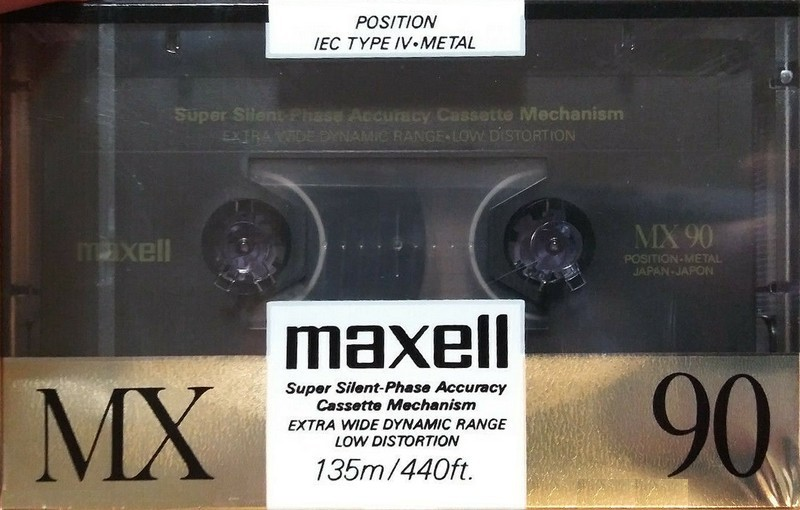 POSITION
IEC TYPE IV•METAL
Super Silent-Phase Accuracy Cassette Mechanism
EXTRA WIDE DYNAMIC RANGE•LOW DISTORTION
maxell
MX 90
POSITION-METAL
JAPAN-JAPON
maxell
Super Silent-Phase Accuracy
Cassette Mechanism
EXTRA WIDE DYNAMIC RANGE
LOW DISTORTION
135m/440ft.
MX
90